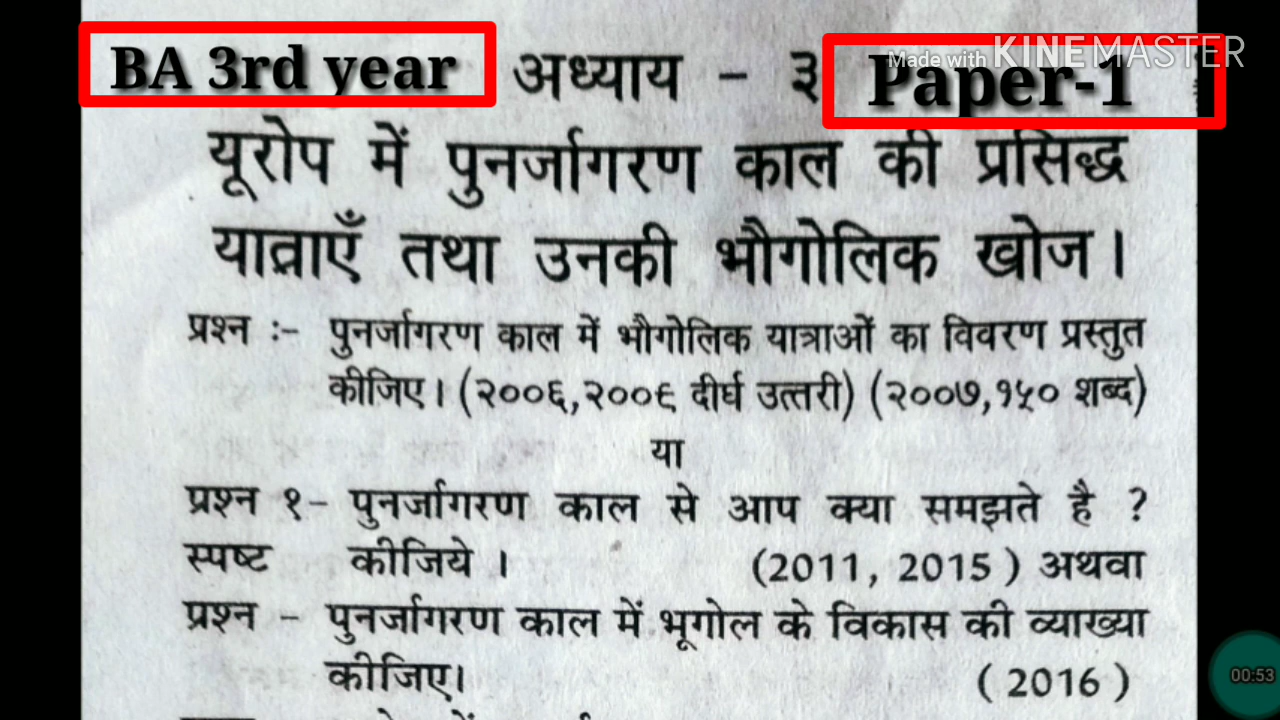 BA 3rd year अध्याय - ३ Paper-1
Made with KINEMASTER
यूरोप में पुनर्जागरण काल की प्रसिद्ध
यात्राएँ तथा उनकी भौगोलिक खोज।
प्रश्न :- पुनर्जागरण काल में भौगोलिक यात्राओं का विवरण प्रस्तुत
कीजिए। (२००६,२००९ दीर्घ उत्तरी) (२००७,१५० शब्द)
या
प्रश्न १- पुनर्जागरण काल से आप क्या समझते है ?
स्पष्ट कीजिये । (2011, 2015 ) अथवा
प्रश्न - पुनर्जागरण काल में भूगोल के विकास की व्याख्या
कीजिए। ( 2016 )
00:53